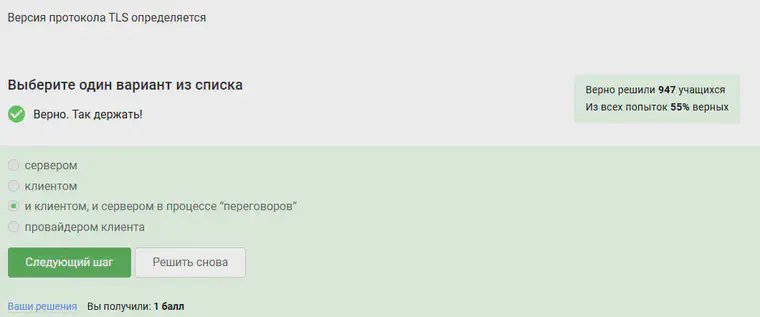 Версия протокола TLS определяется
Выберите один вариант из списка
Верно. Так держать!
Верно решили 947 учащихся
Из всех попыток 55% верных
сервером
клиентом
и клиентом, и сервером в процессе “переговоров”
провайдером клиента
Следующий шаг
Решить снова
Ваши решения Вы получили: 1 балл